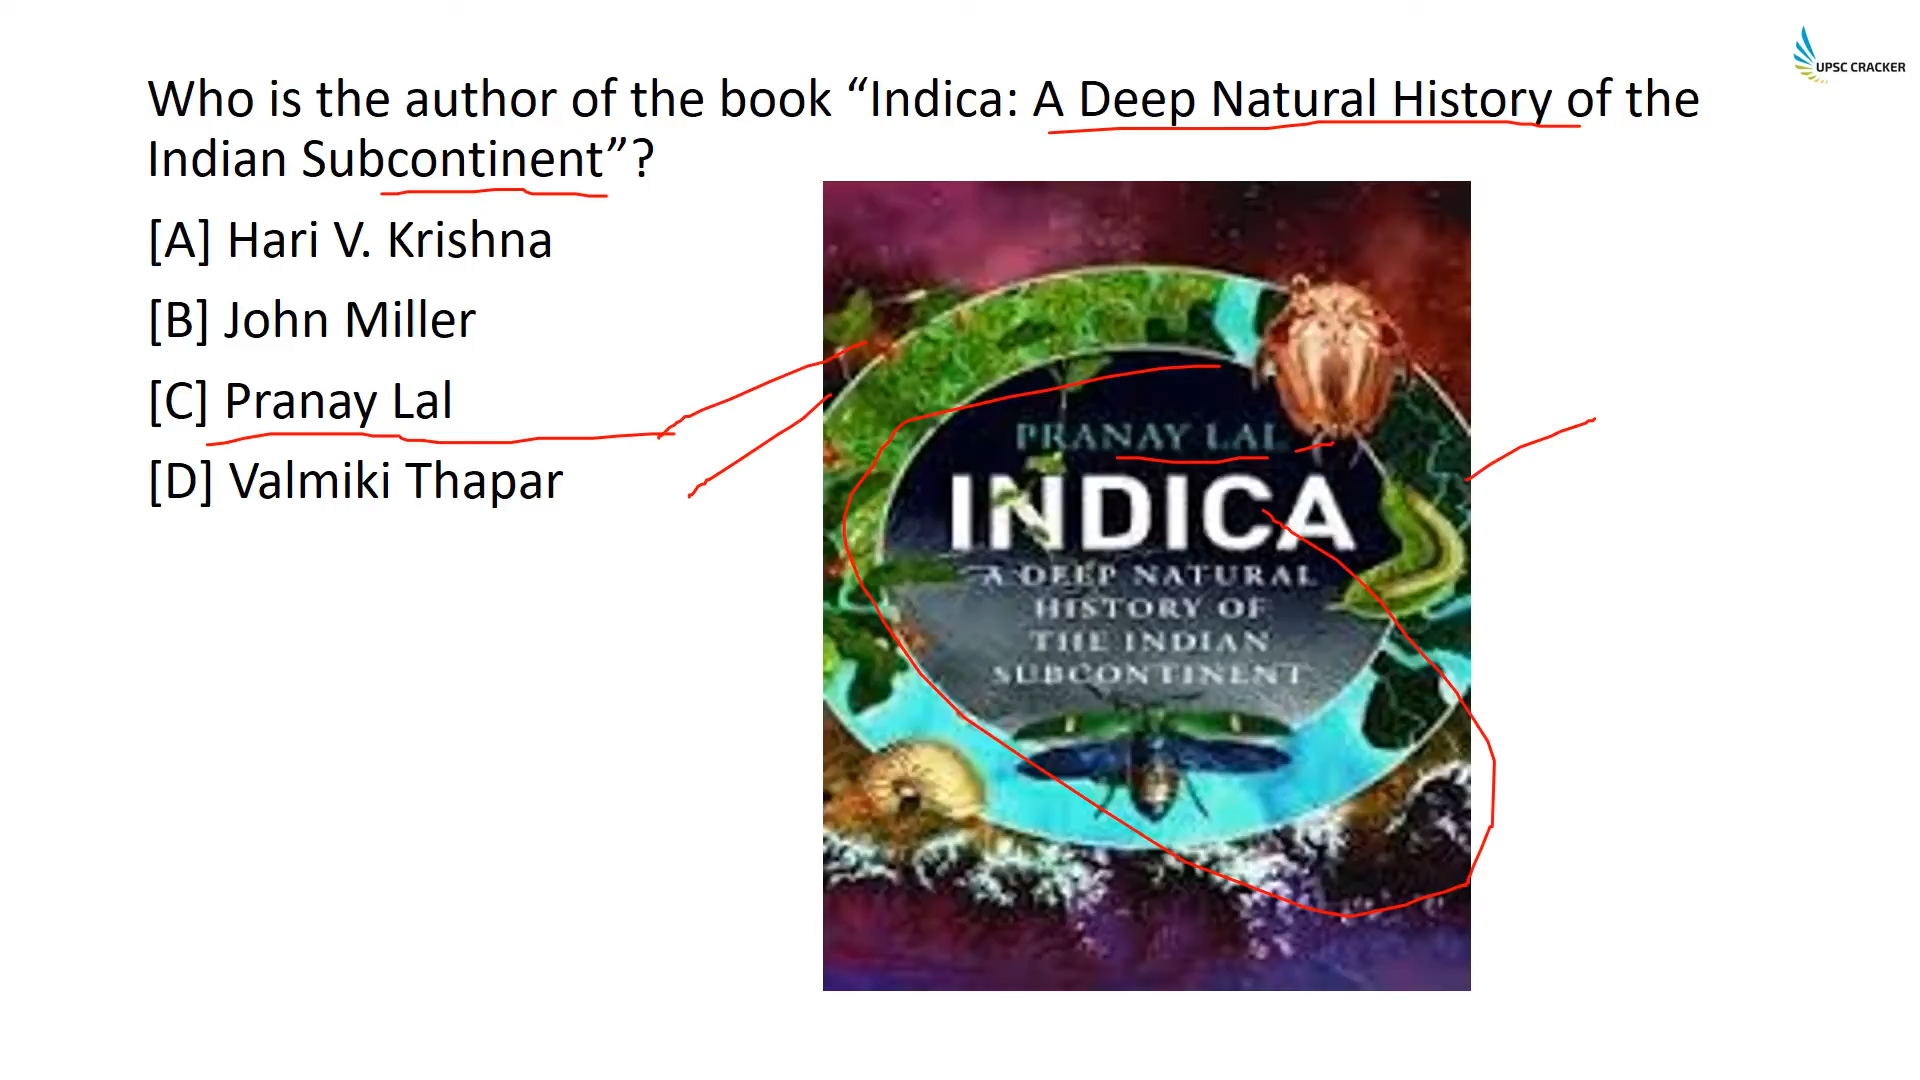 UPSC CRACKER
Who is the author of the book “Indica: A Deep Natural History of the
Indian Subcontinent”?
[A] Hari V. Krishna
[B] John Miller
[C] Pranay Lal
[D] Valmiki Thapar
PRANAY LAL
INDICA
A DEEP NATURAL
HISTORY OF
THE INDIAN
SUBCONTINENT